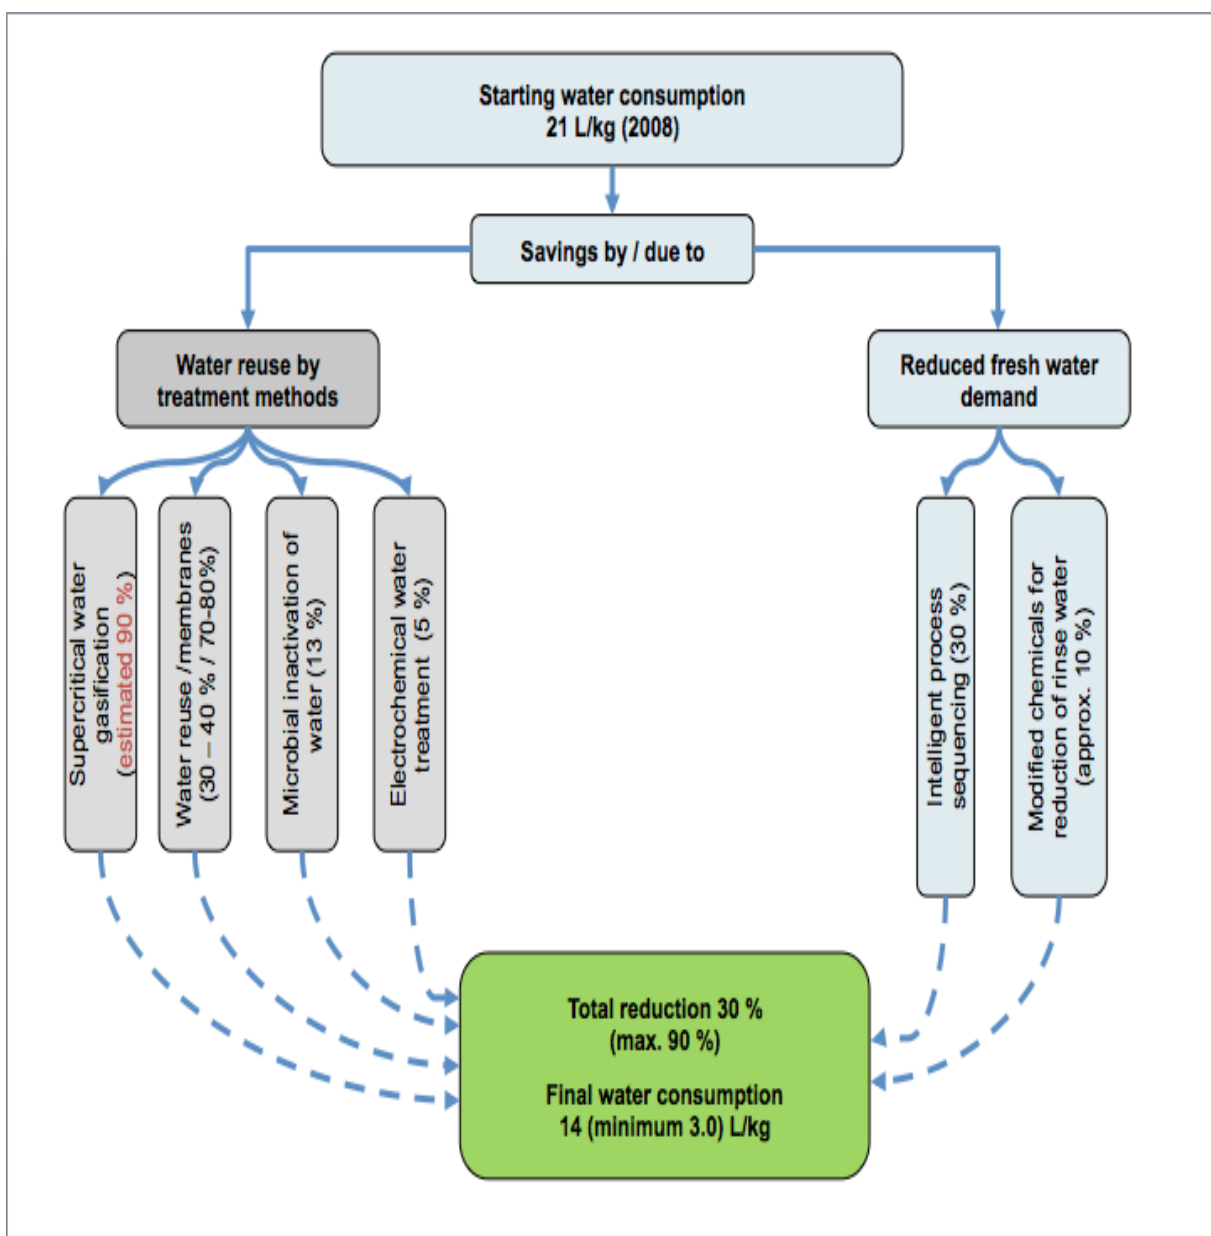 Starting water consumption
21 L/kg (2008)
Savings by / due to
Water reuse by
treatment methods
Reduced fresh water
demand
Supercritical water
gasification
(estimated 90 %)
Water reuse /membranes
(30 – 40 % / 70-80%)
Microbial inactivation of
water (13 %)
Electrochemical water
treatment (5 %)
Intelligent process
sequencing (30 %)
Modified chemicals for
reduction of rinse water
(approx. 10 %)
Total reduction 30 %
(max. 90 %)
Final water consumption
14 (minimum 3.0) L/kg